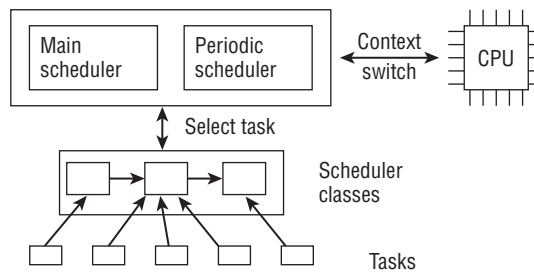 Main
scheduler
Periodic
scheduler
Context
switch
CPU
Select task
Scheduler
classes
Tasks